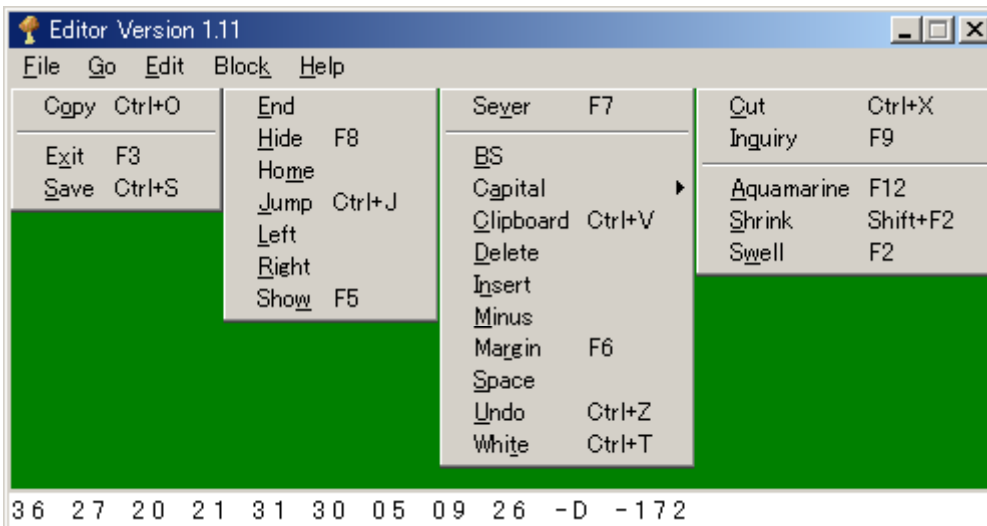 Editor Version 1.11
File Go Edit Block Help
Copy Ctrl+C
Exit F3
Save Ctrl+S
End
Hide F8
Home
Jump Ctrl+J
Left
Right
Show F5
Sever F7
BS
Capital
Clipboard Ctrl+V
Delete
Insert
Minus
Margin F6
Space
Undo Ctrl+Z
White Ctrl+T
Cut Ctrl+X
Inquiry F9
Aquamarine F12
Shrink Shift+F2
Swell F2
36 27 20 21 31 30 05 09 26 -D -172